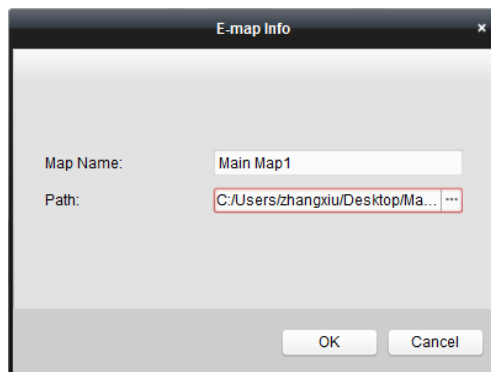 E-map Info ×
Map Name: Main Map1
Path: C:/Users/zhangxiu/Desktop/Ma... ...
OK Cancel